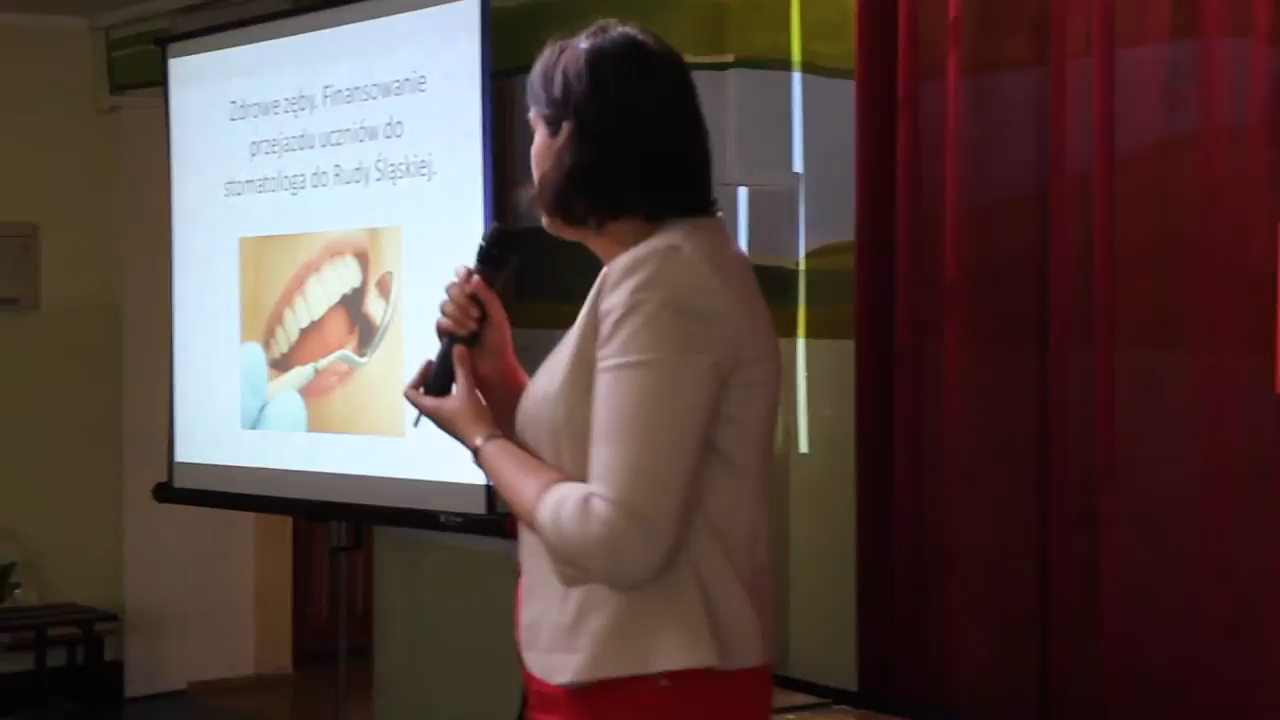 Zdrowe zęby. Finansowanie
przejazdu uczniów do
stomatologa do Rudy Śląskiej.